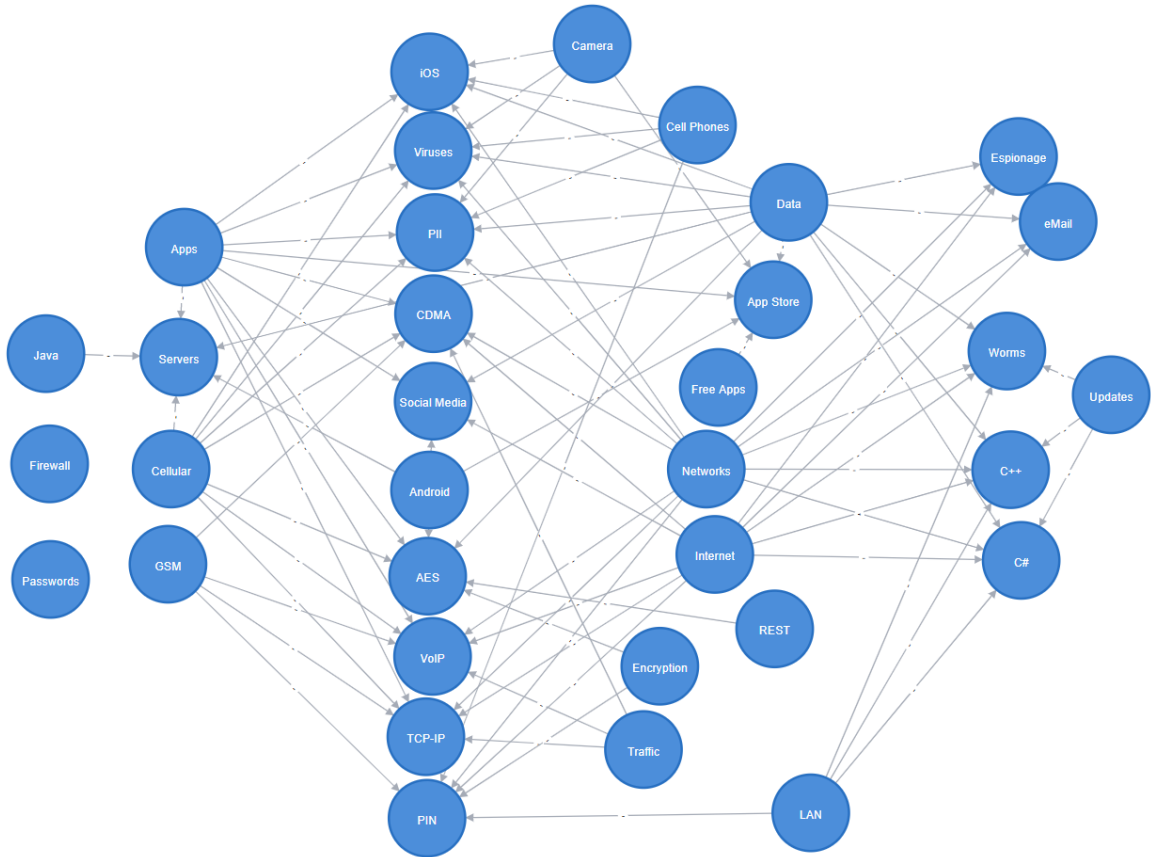 Camera
iOS
Cell Phones
Viruses
Espionage
Data
eMail
PII
Apps
App Store
CDMA
Java
Servers
Worms
Free Apps
Updates
Social Media
Firewall
Cellular
Networks
C++
Android
Internet
C#
GSM
AES
Passwords
REST
VoIP
Encryption
TCP-IP
Traffic
LAN
PIN